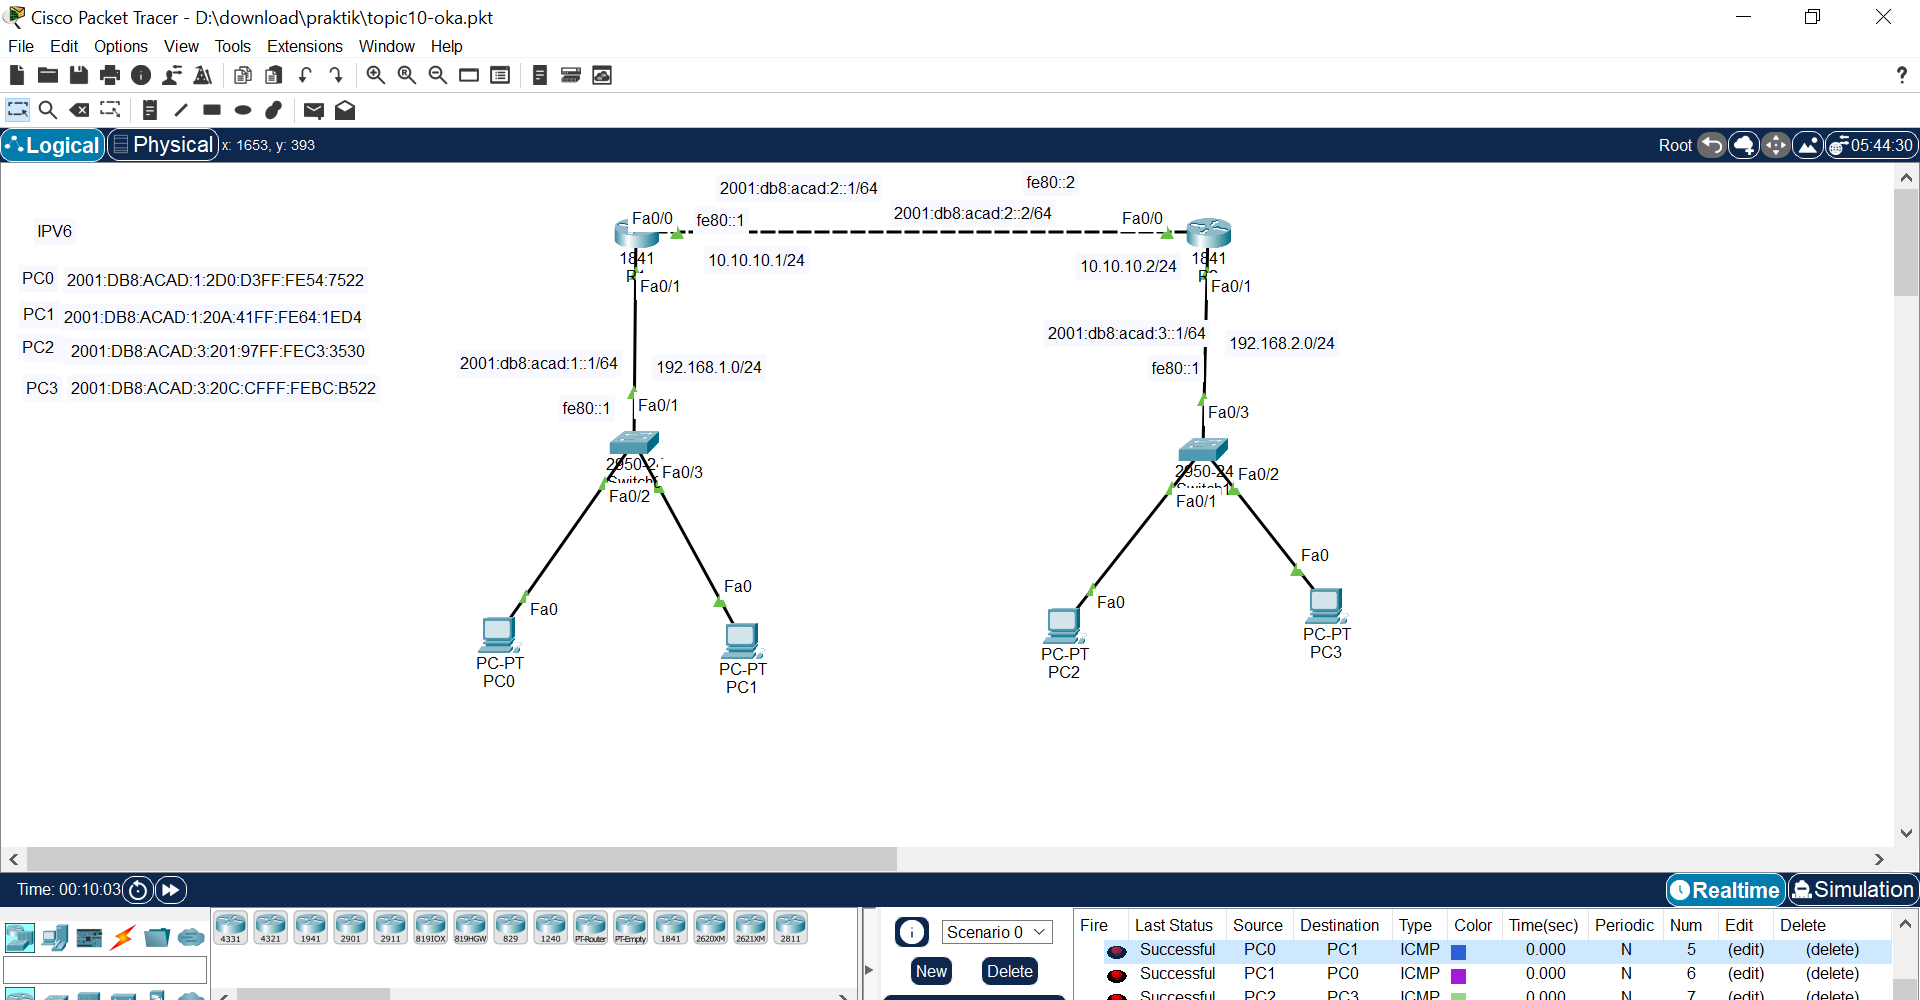 Cisco Packet Tracer - D:\download\praktik\topic10-oka.pkt
File Edit Options View Tools Extensions Window Help
?
Logical Physical x: 1653, y: 393 Root 05:44:30
2001:db8:acad:2::1/64 fe80::2
Fa0/0 fe80::1 2001:db8:acad:2::2/64 Fa0/0
IPV6
1841 10.10.10.1/24 10.10.10.2/24 1841
PC0 2001:DB8:ACAD:1:2D0:D3FF:FE54:7522 Fa0/1 Fa0/1
PC1 2001:DB8:ACAD:1:20A:41FF:FE64:1ED4
2001:db8:acad:3::1/64 192.168.2.0/24
PC2 2001:DB8:ACAD:3:201:97FF:FEC3:3530
2001:db8:acad:1::1/64 192.168.1.0/24 fe80::1
PC3 2001:DB8:ACAD:3:20C:CFFF:FEBC:B522
fe80::1 Fa0/1 Fa0/3
2950-24 Fa0/3 2950-24 Fa0/2
Switch1
Fa0/2 Fa0/1
Fa0
Fa0 Fa0
Fa0
PC-PT
PC3
PC-PT
PC2
PC-PT
PC0
PC-PT
PC1
Time: 00:10:03 Realtime Simulation
4331 4321 1941 2901 2911 819IOX 819HGW 829 1240 PT-Router PT-Empty 1841 2620XM 2621XM 2811
Scenario 0
New Delete
Fire Last Status Source Destination Type Color Time(sec) Periodic Num Edit Delete
Successful PC0 PC1 ICMP 0.000 N 5 (edit) (delete)
Successful PC1 PC0 ICMP 0.000 N 6 (edit) (delete)
Successful PC2 PC3 ICMP 0.000 N 7 (edit) (delete)